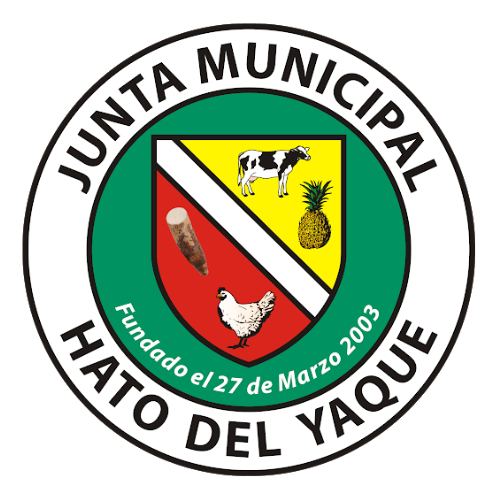 JUNTA MUNICIPAL
Fundado el 27 de Marzo 2003
HATO DEL YAQUE